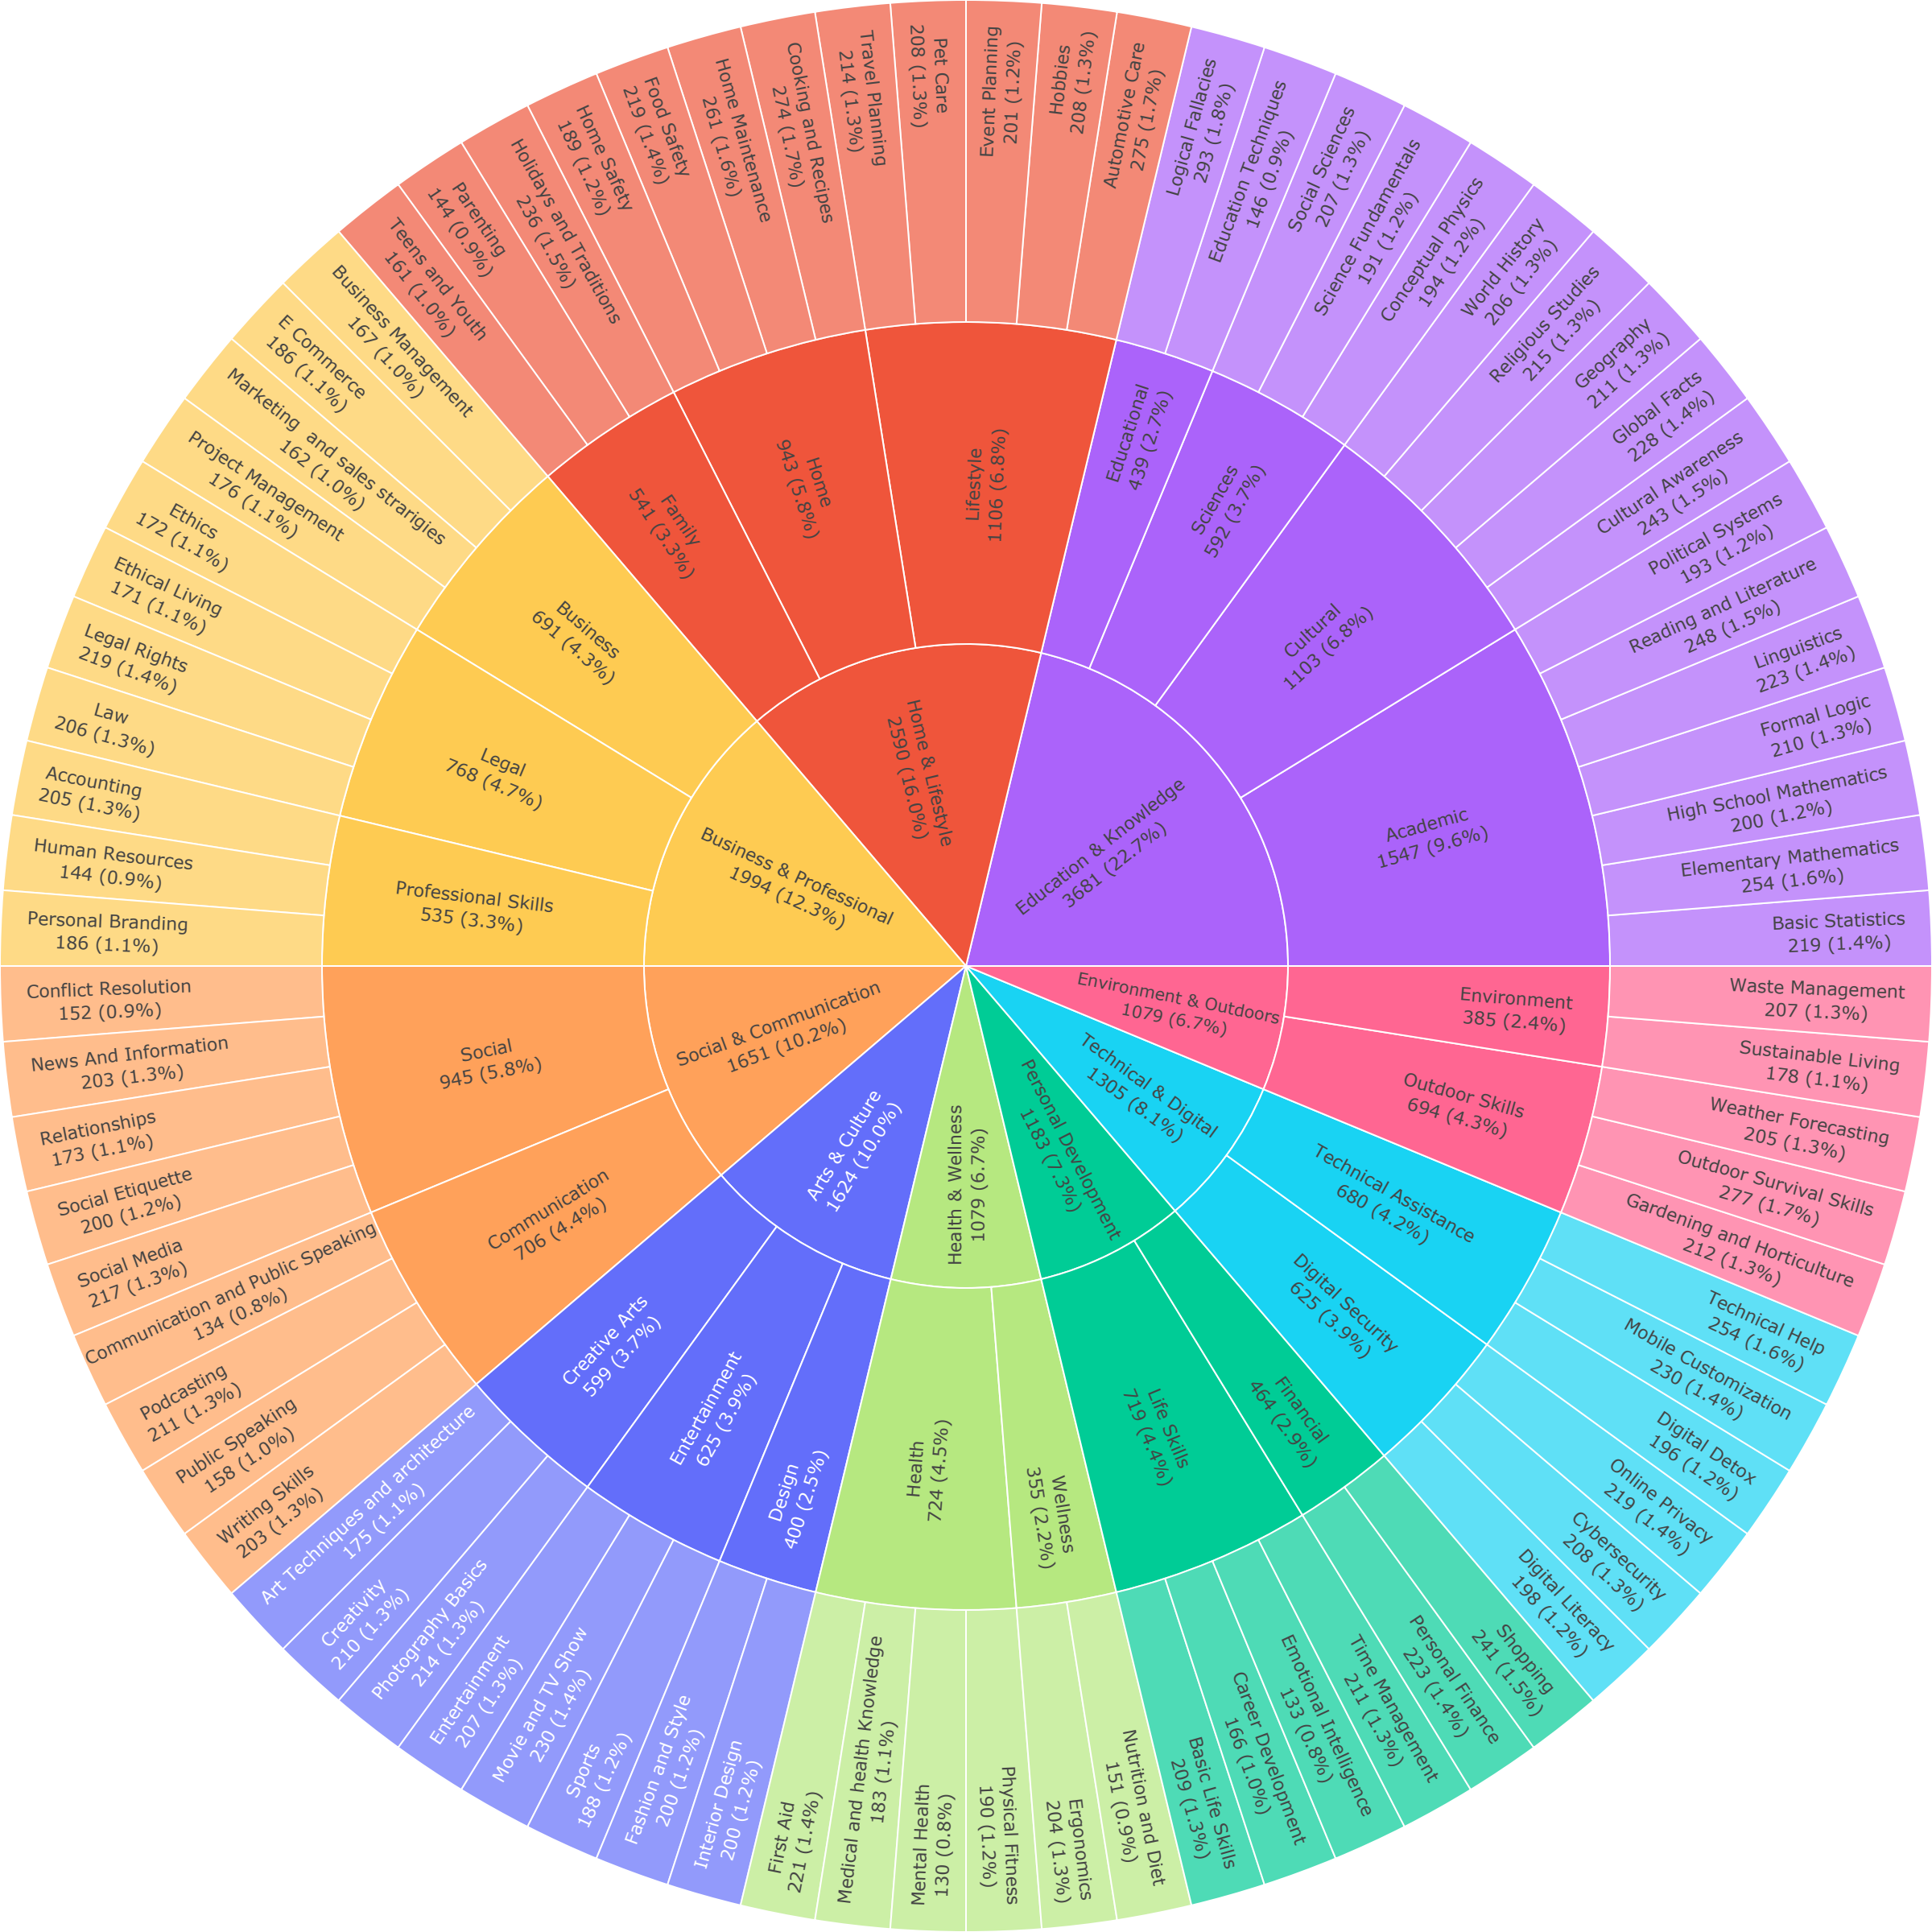 Home & Lifestyle
2590 (16.0%)
Family
541 (3.3%)
Teens and Youth
161 (1.0%)
Parenting
144 (0.9%)
Holidays and Traditions
236 (1.5%)
Home
943 (5.8%)
Home Safety
189 (1.2%)
Food Safety
219 (1.4%)
Home Maintenance
261 (1.6%)
Cooking and Recipes
274 (1.7%)
Lifestyle
1106 (6.8%)
Travel Planning
214 (1.3%)
Pet Care
208 (1.3%)
Event Planning
201 (1.2%)
Hobbies
208 (1.3%)
Automotive Care
275 (1.7%)
Education & Knowledge
3681 (22.7%)
Educational
439 (2.7%)
Logical Fallacies
293 (1.8%)
Education Techniques
146 (0.9%)
Sciences
592 (3.7%)
Social Sciences
207 (1.3%)
Science Fundamentals
191 (1.2%)
Conceptual Physics
194 (1.2%)
Cultural
1103 (6.8%)
World History
206 (1.3%)
Religious Studies
215 (1.3%)
Geography
211 (1.3%)
Global Facts
228 (1.4%)
Cultural Awareness
243 (1.5%)
Academic
1547 (9.6%)
Political Systems
193 (1.2%)
Reading and Literature
248 (1.5%)
Linguistics
223 (1.4%)
Formal Logic
210 (1.3%)
High School Mathematics
200 (1.2%)
Elementary Mathematics
254 (1.6%)
Basic Statistics
219 (1.4%)
Environment & Outdoors
1079 (6.7%)
Environment
385 (2.4%)
Waste Management
207 (1.3%)
Sustainable Living
178 (1.1%)
Outdoor Skills
694 (4.3%)
Weather Forecasting
205 (1.3%)
Outdoor Survival Skills
277 (1.7%)
Gardening and Horticulture
212 (1.3%)
Technical & Digital
1305 (8.1%)
Technical Assistance
680 (4.2%)
Technical Help
254 (1.6%)
Mobile Customization
230 (1.4%)
Digital Detox
196 (1.2%)
Digital Security
625 (3.9%)
Online Privacy
219 (1.4%)
Cybersecurity
208 (1.3%)
Digital Literacy
198 (1.2%)
Personal Development
1183 (7.3%)
Financial
464 (2.9%)
Shopping
241 (1.5%)
Personal Finance
223 (1.4%)
Life Skills
719 (4.4%)
Time Management
211 (1.3%)
Emotional Intelligence
133 (0.8%)
Career Development
166 (1.0%)
Basic Life Skills
209 (1.3%)
Health & Wellness
1079 (6.7%)
Wellness
355 (2.2%)
Nutrition and Diet
151 (0.9%)
Ergonomics
204 (1.3%)
Health
724 (4.5%)
Physical Fitness
190 (1.2%)
Mental Health
130 (0.8%)
Medical and health Knowledge
183 (1.1%)
First Aid
221 (1.4%)
Arts & Culture
1624 (10.0%)
Design
400 (2.5%)
Interior Design
200 (1.2%)
Fashion and Style
200 (1.2%)
Entertainment
625 (3.9%)
Sports
188 (1.2%)
Movie and TV Show
230 (1.4%)
Entertainment
207 (1.3%)
Creative Arts
599 (3.7%)
Photography Basics
214 (1.3%)
Creativity
210 (1.3%)
Art Techniques and architecture
175 (1.1%)
Social & Communication
1651 (10.2%)
Communication
706 (4.4%)
Writing Skills
203 (1.3%)
Public Speaking
158 (1.0%)
Podcasting
211 (1.3%)
Communication and Public Speaking
134 (0.8%)
Social
945 (5.8%)
Social Media
217 (1.3%)
Social Etiquette
200 (1.2%)
Relationships
173 (1.1%)
News And Information
203 (1.3%)
Conflict Resolution
152 (0.9%)
Business & Professional
1994 (12.3%)
Professional Skills
535 (3.3%)
Personal Branding
186 (1.1%)
Human Resources
144 (0.9%)
Accounting
205 (1.3%)
Legal
768 (4.7%)
Law
206 (1.3%)
Legal Rights
219 (1.4%)
Ethical Living
171 (1.1%)
Ethics
172 (1.1%)
Business
691 (4.3%)
Project Management
176 (1.1%)
Marketing  and sales strarigies
162 (1.0%)
E Commerce
186 (1.1%)
Business Management
167 (1.0%)